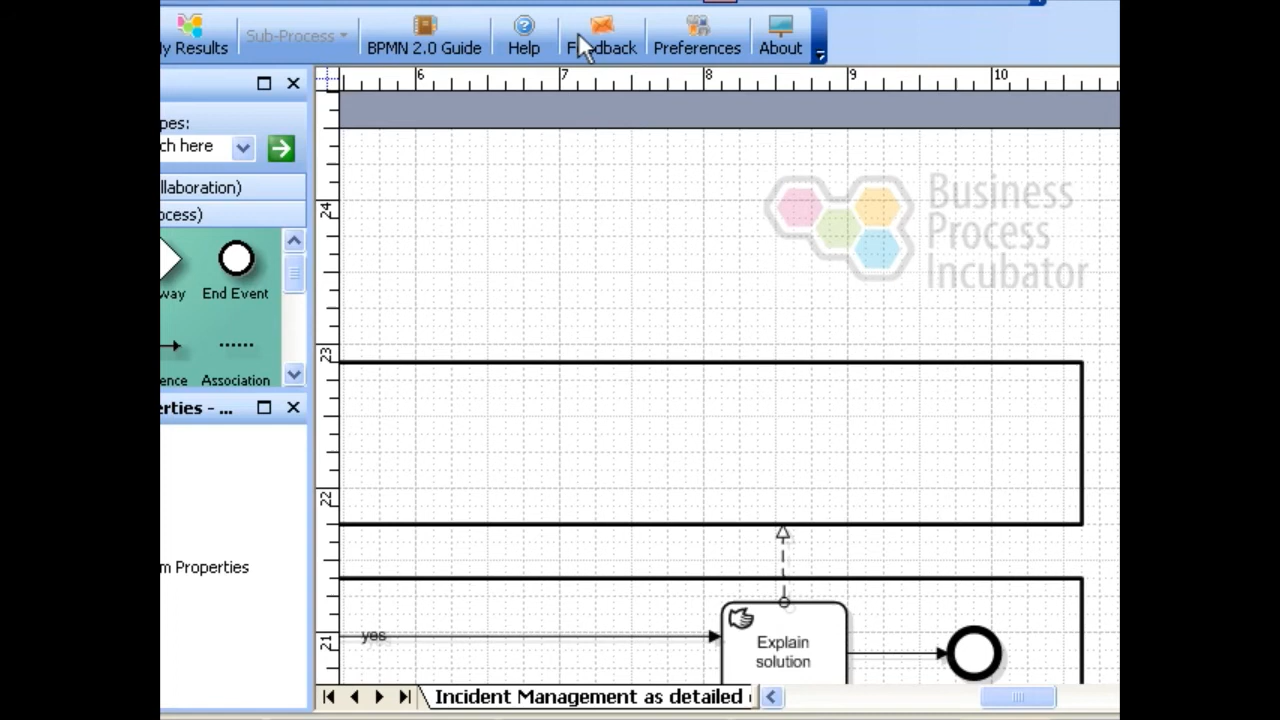 y Results Sub-Process BPMN 2.0 Guide Help Feedback Preferences About
6 7 8 9 10
pes:
ch here
llaboration)
ocess)
way End Event
ence Association
erties - ...
m Properties
24
23
22
21
Business
Process
Incubator
yes
Explain
solution
Incident Management as detailed